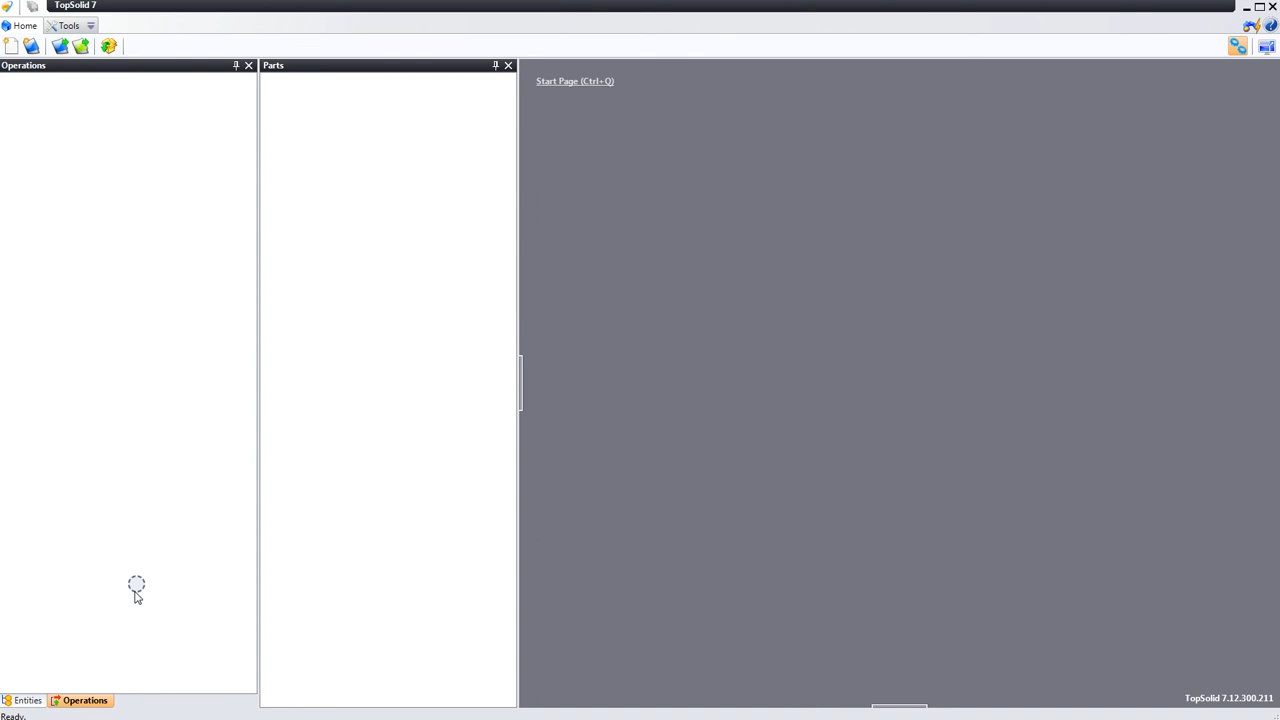 TopSolid 7
Home
Tools
Operations
Parts
Start Page (Ctrl+Q)
Entities
Operations
TopSolid 7.12.300.211
Ready.